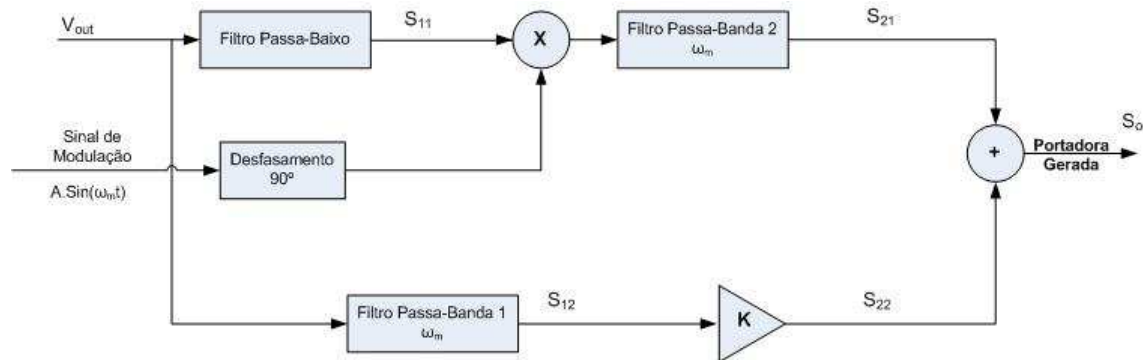 V_out
Filtro Passa-Baixo
S_11
X
Filtro Passa-Banda 2
ω_m
S_21
Sinal de
Modulação
A.Sin(ω_mt)
Desfasamento
90º
+
Portadora
Gerada
S_o
Filtro Passa-Banda 1
ω_m
S_12
K
S_22